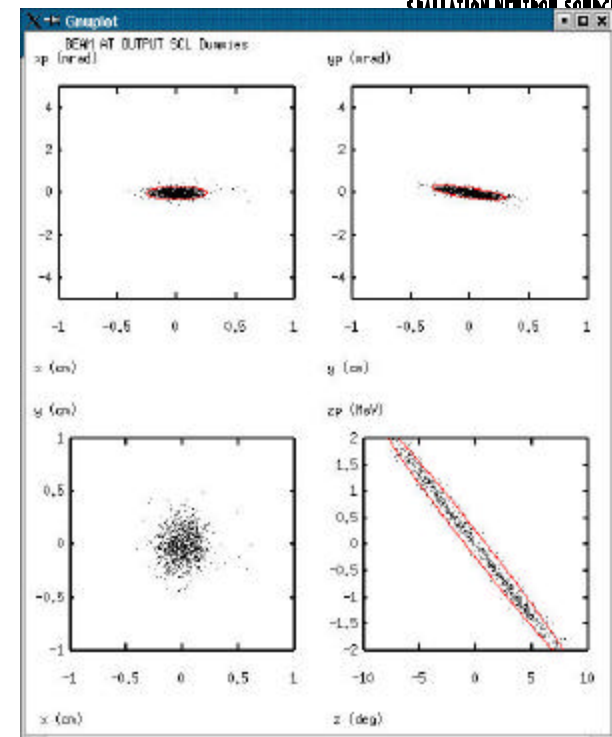 SPALLATION NEUTRON SOURCE
Gnuplot
BEAM AT OUTPUT SCL Dummies
xp (mrad)
yp (mrad)
4 4
2 2
0 0
-2 -2
-4 -4
-1 -0.5 0 0.5 1 -1 -0.5 0 0.5 1
x (cm) y (cm)
y (cm) zp (MeV)
1 2
1.5
0.5 1
0.5
0 0
-0.5
-0.5 -1
-1.5
-1 -2
-1 -0.5 0 0.5 1 -10 -5 0 5 10
x (cm) z (deg)